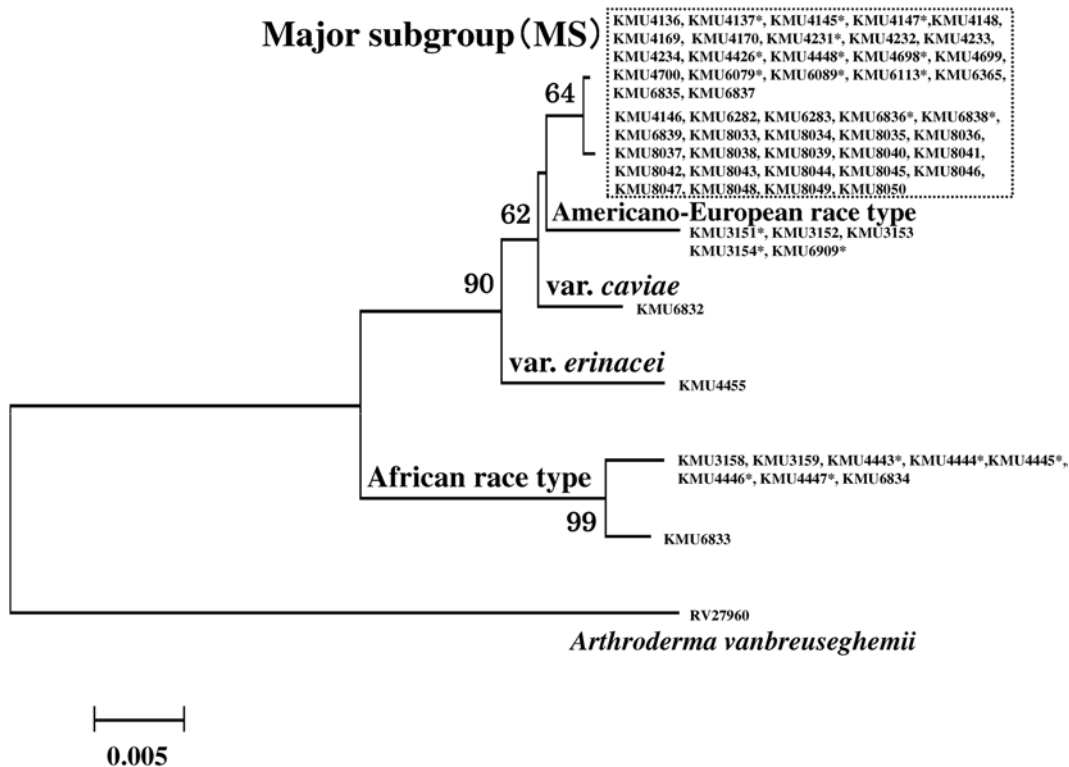 Major subgroup(MS)
KMU4136, KMU4137*, KMU4145*, KMU4147*,KMU4148,
KMU4169, KMU4170, KMU4231*, KMU4232, KMU4233,
KMU4234, KMU4426*, KMU4448*, KMU4698*, KMU4699,
KMU4700, KMU6079*, KMU6089*, KMU6113*, KMU6365,
KMU6835, KMU6837
64
KMU4146, KMU6282, KMU6283, KMU6836*, KMU6838*,
KMU6839, KMU8033, KMU8034, KMU8035, KMU8036,
KMU8037, KMU8038, KMU8039, KMU8040, KMU8041,
KMU8042, KMU8043, KMU8044, KMU8045, KMU8046,
KMU8047, KMU8048, KMU8049, KMU8050
62
Americano-European race type
KMU3151*, KMU3152, KMU3153
KMU3154*, KMU6909*
90
var. caviae
KMU6832
var. erinacei
KMU4455
African race type
KMU3158, KMU3159, KMU4443*, KMU4444*,KMU4445*,
KMU4446*, KMU4447*, KMU6834
99
KMU6833
RV27960
Arthroderma vanbreuseghemii
0.005